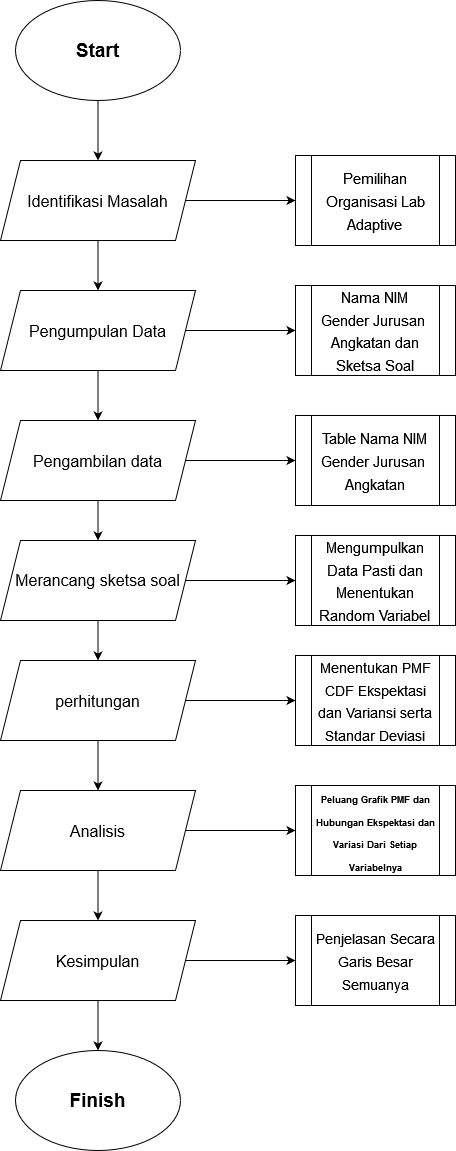 Start
Identifikasi Masalah
Pemilihan
Organisasi Lab
Adaptive
Pengumpulan Data
Nama NIM
Gender Jurusan
Angkatan dan
Sketsa Soal
Pengambilan data
Table Nama NIM
Gender Jurusan
Angkatan
Merancang sketsa soal
Mengumpulkan
Data Pasti dan
Menentukan
Random Variabel
perhitungan
Menentukan PMF
CDF Ekspektasi
dan Variansi serta
Standar Deviasi
Analisis
Peluang Grafik PMF dan
Hubungan Ekspektasi dan
Variasi Dari Setiap
Variabelnya
Kesimpulan
Penjelasan Secara
Garis Besar
Semuanya
Finish